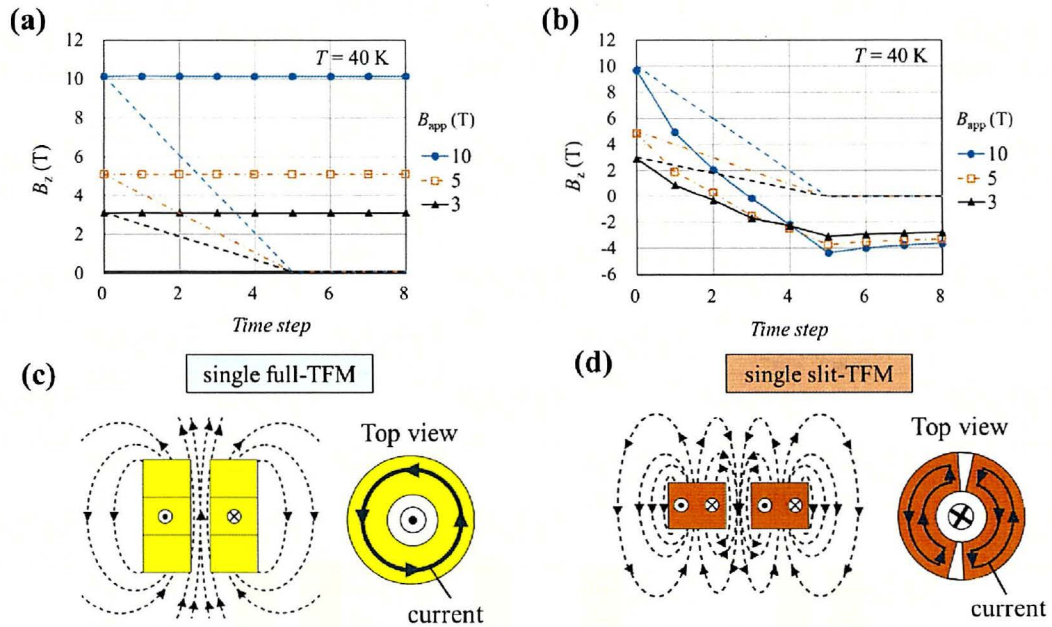 (a)
12
10
8
6
4
2
0
B_z (T)
T = 40 K
B_app (T)
10
5
3
0 2 4 6 8
Time step
(b)
12
10
8
6
4
2
0
-2
-4
-6
B_z (T)
T = 40 K
B_app (T)
10
5
3
0 2 4 6 8
Time step
(c)
single full-TFM
Top view
current
(d)
single slit-TFM
Top view
current